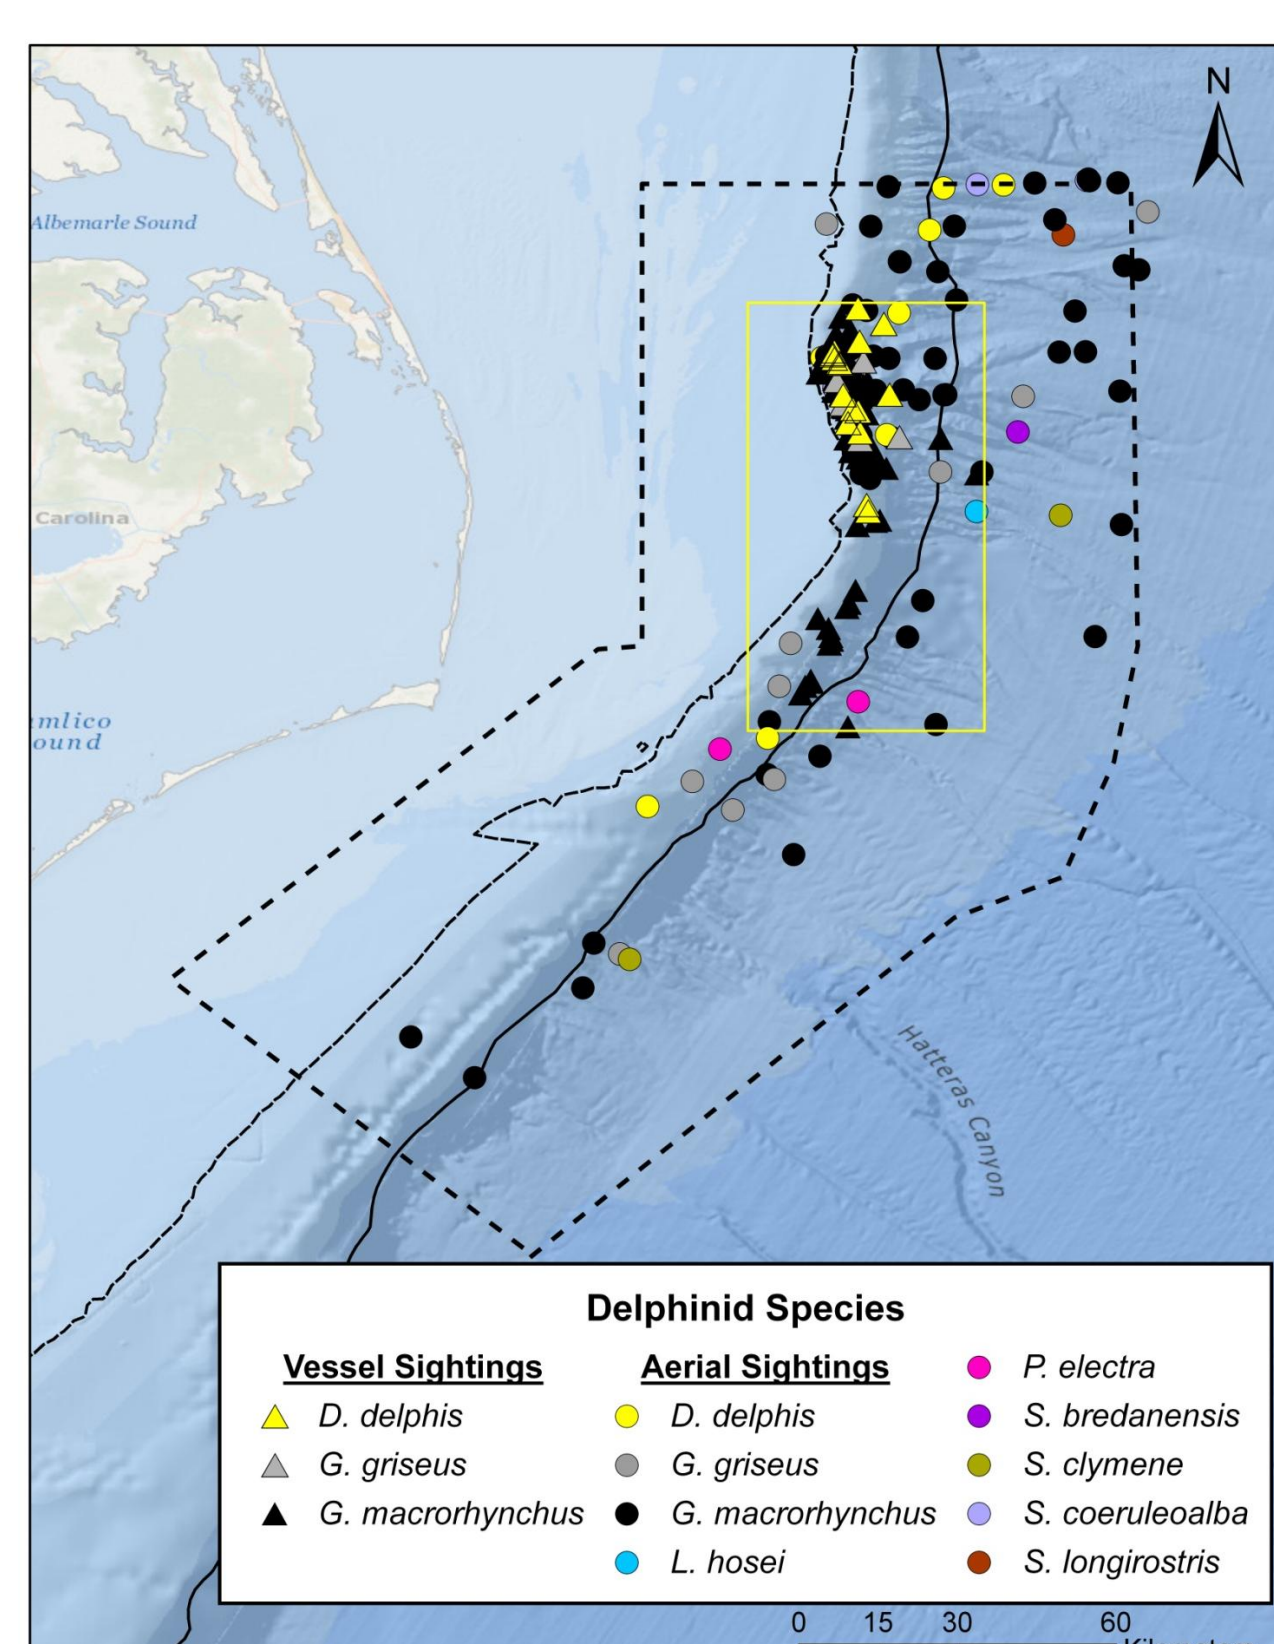 N
Albemarle Sound
Carolina
mlico
ound
Hatteras Canyon
Delphinid Species
Vessel Sightings
D. delphis
G. griseus
G. macrorhynchus
Aerial Sightings
D. delphis
G. griseus
G. macrorhynchus
L. hosei
P. electra
S. bredanensis
S. clymene
S. coeruleoalba
S. longirostris
0 15 30 60